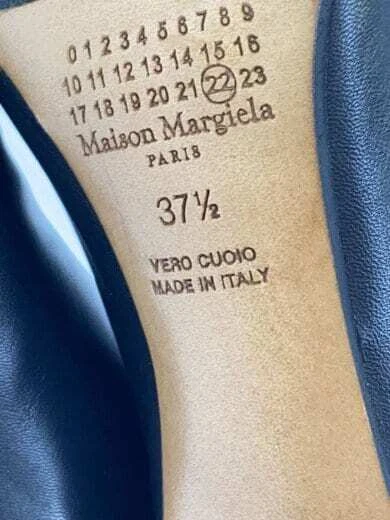 0 1 2 3 4 5 6 7 8 9
10 11 12 13 14 15 16
17 18 19 20 21 22 23
Maison Margiela
PARIS
37½
VERO CUOIO
MADE IN ITALY